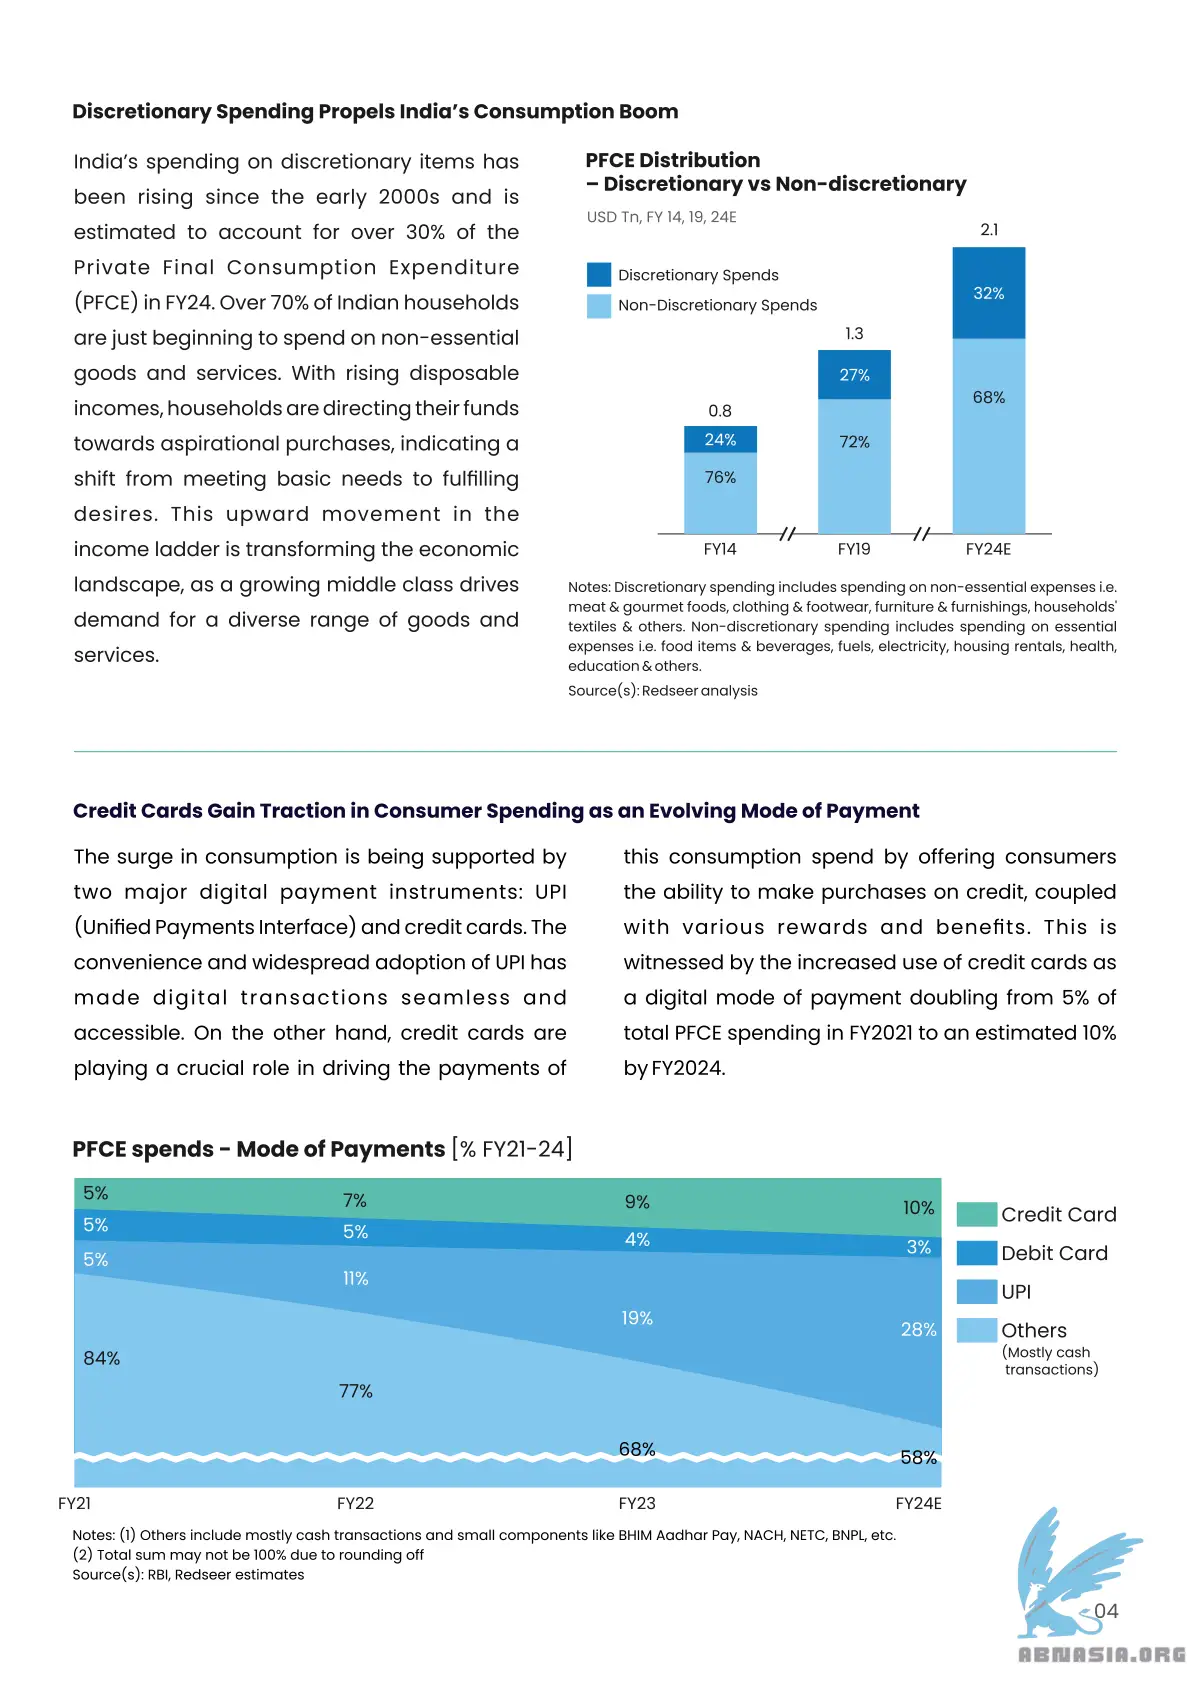 Discretionary Spending Propels India's Consumption Boom
India's spending on discretionary items has
been rising since the early 2000s and is
estimated to account for over 30% of the
Private Final Consumption Expenditure
(PFCE) in FY24. Over 70% of Indian households
are just beginning to spend on non-essential
goods and services. With rising disposable
incomes, households are directing their funds
towards aspirational purchases, indicating a
shift from meeting basic needs to fulfilling
desires. This upward movement in the
income ladder is transforming the economic
landscape, as a growing middle class drives
demand for a diverse range of goods and
services.
PFCE Distribution
– Discretionary vs Non-discretionary
USD Tn, FY 14, 19, 24E
Discretionary Spends
Non-Discretionary Spends
0.8
24%
76%
FY14
1.3
27%
72%
FY19
2.1
32%
68%
FY24E
Notes: Discretionary spending includes spending on non-essential expenses i.e.
meat & gourmet foods, clothing & footwear, furniture & furnishings, households'
textiles & others. Non-discretionary spending includes spending on essential
expenses i.e. food items & beverages, fuels, electricity, housing rentals, health,
education & others.
Source(s): Redseer analysis
Credit Cards Gain Traction in Consumer Spending as an Evolving Mode of Payment
The surge in consumption is being supported by
two major digital payment instruments: UPI
(Unified Payments Interface) and credit cards. The
convenience and widespread adoption of UPI has
made digital transactions seamless and
accessible. On the other hand, credit cards are
playing a crucial role in driving the payments of
this consumption spend by offering consumers
the ability to make purchases on credit, coupled
with various rewards and benefits. This is
witnessed by the increased use of credit cards as
a digital mode of payment doubling from 5% of
total PFCE spending in FY2021 to an estimated 10%
by FY2024.
PFCE spends - Mode of Payments [% FY21-24]
5% 7% 9% 10%
5% 5% 4% 3%
5% 11% 19% 28%
84% 77% 68% 58%
FY21 FY22 FY23 FY24E
Credit Card
Debit Card
UPI
Others
(Mostly cash
transactions)
Notes: (1) Others include mostly cash transactions and small components like BHIM Aadhar Pay, NACH, NETC, BNPL, etc.
(2) Total sum may not be 100% due to rounding off
Source(s): RBI, Redseer estimates
04
ABNASIA.ORG